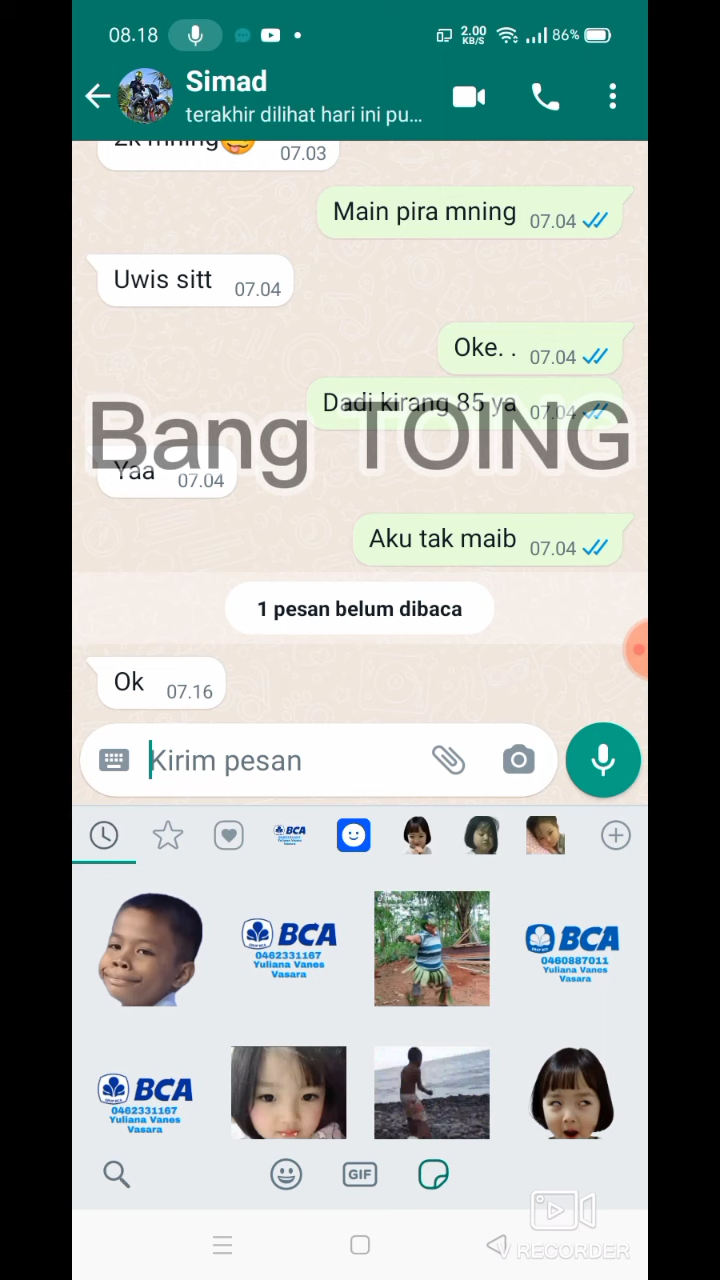 08.18
2.00
KB/S
86%
Simad
terakhir dilihat hari ini pu...
2k mning
07.03
Main pira mning 07.04
Uwis sitt 07.04
Oke. . 07.04
Dadi kirang 85 ya 07.04
Bang TOING
Yaa 07.04
Aku tak maib 07.04
1 pesan belum dibaca
Ok 07.16
Kirim pesan
BCA
BCA
0462331167
Yuliana Vanes
Vasara
BCA
0460887011
Yuliana Vanes
Vasara
BCA
0462331167
Yuliana Vanes
Vasara
GIF
V RECORDER